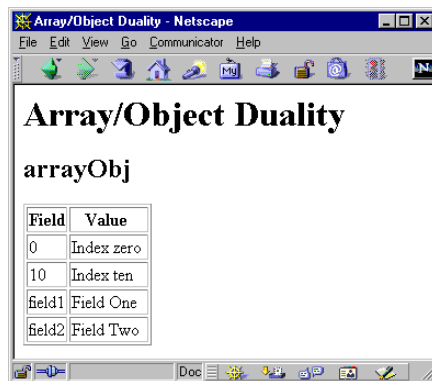 Array/Object Duality - Netscape
File Edit View Go Communicator Help
My
N
Array/Object Duality
arrayObj
Field Value
0 Index zero
10 Index ten
field1 Field One
field2 Field Two
Doc